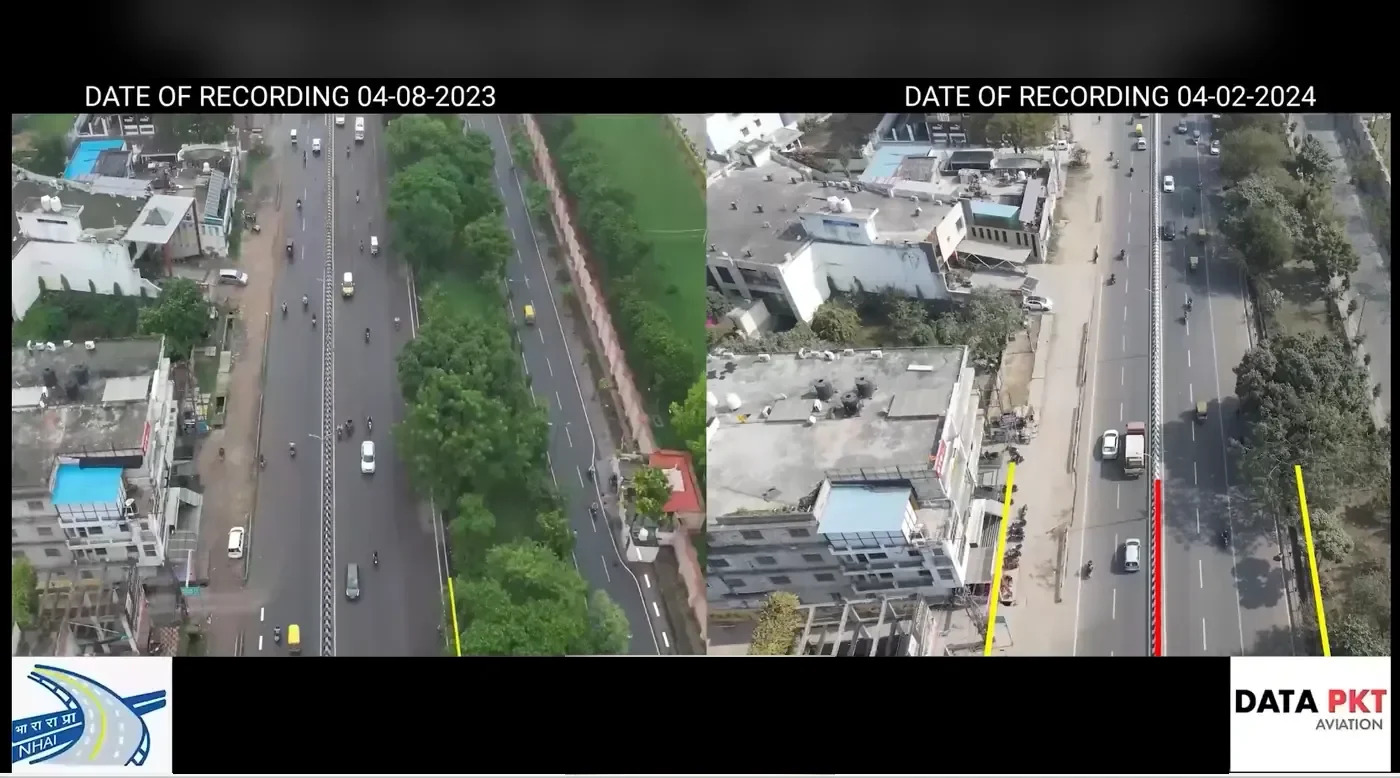 DATE OF RECORDING 04-08-2023
DATE OF RECORDING 04-02-2024
भा रा रा प्रा
NHAI
DATA PKT
AVIATION